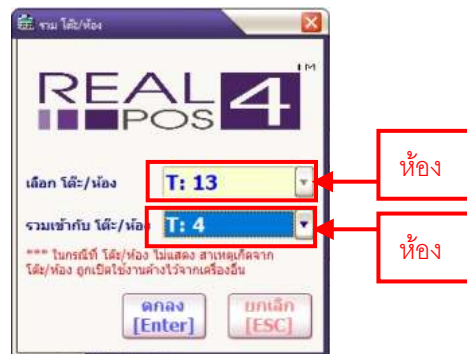 รวม โต๊ะ/ห้อง
REAL
POS 4 TM
เลือก โต๊ะ/ห้อง T: 13
ห้อง
รวมเข้ากับ โต๊ะ/ห้อง T: 4
ห้อง
*** ในกรณีที่ โต๊ะ/ห้อง ไม่แสดง สาเหตุเกิดจาก
โต๊ะ/ห้อง ถูกเปิดใช้งานค้างไว้จากเครื่องอื่น
ตกลง
[Enter]
ยกเลิก
[ESC]